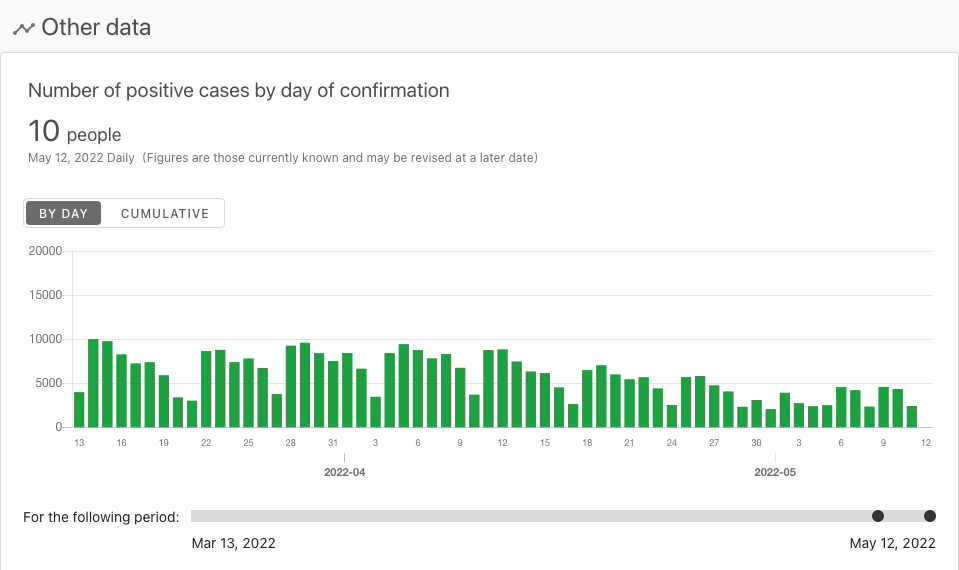 Other data
Number of positive cases by day of confirmation
10 people
May 12, 2022 Daily (Figures are those currently known and may be revised at a later date)
BY DAY CUMULATIVE
20000
15000
10000
5000
0
13 16 19 22 25 28 31 3 6 9 12 15 18 21 24 27 30 3 6 9 12
2022-04 2022-05
For the following period:
Mar 13, 2022 May 12, 2022